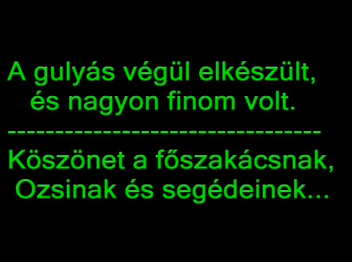 A gulyás végül elkészült,
és nagyon finom volt.
---------------------------------
Köszönet a főszakácsnak,
Ozsinak és segédeinek...